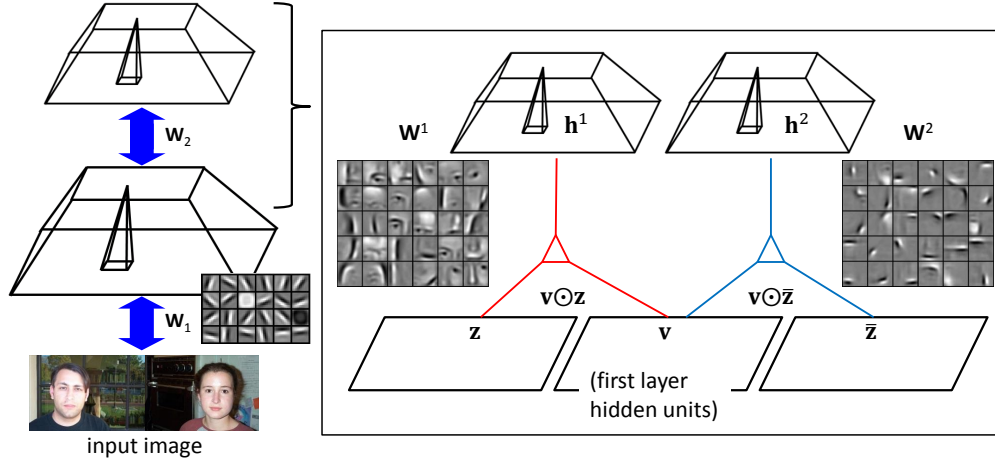 W₂
W₁
input image
W¹
h¹
h²
W²
v⊙z
v⊙z̄
z
v
z̄
(first layer
hidden units)